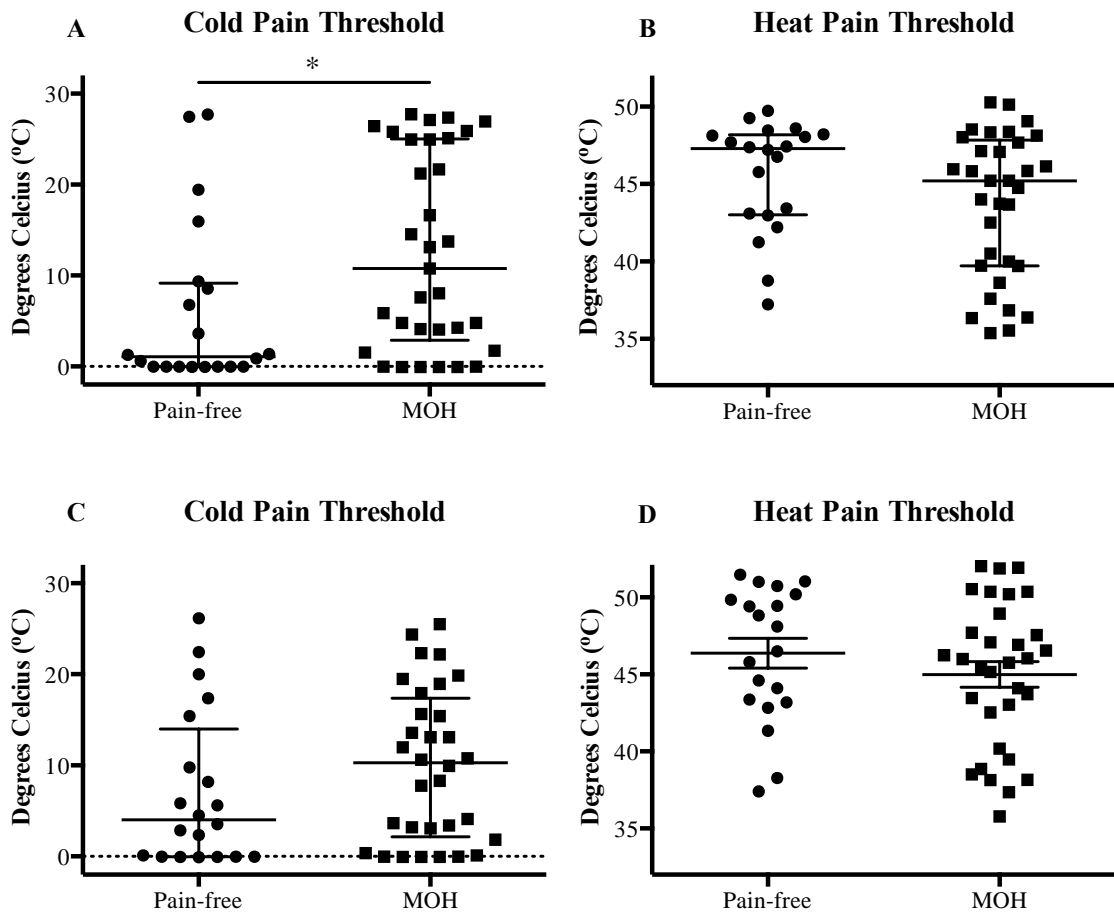 A Cold Pain Threshold
*
Degrees Celcius (ºC)
30
20
10
0
Pain-free MOH
B Heat Pain Threshold
Degrees Celcius (ºC)
50
45
40
35
Pain-free MOH
C Cold Pain Threshold
Degrees Celcius (ºC)
30
20
10
0
Pain-free MOH
D Heat Pain Threshold
Degrees Celcius (ºC)
50
45
40
35
Pain-free MOH